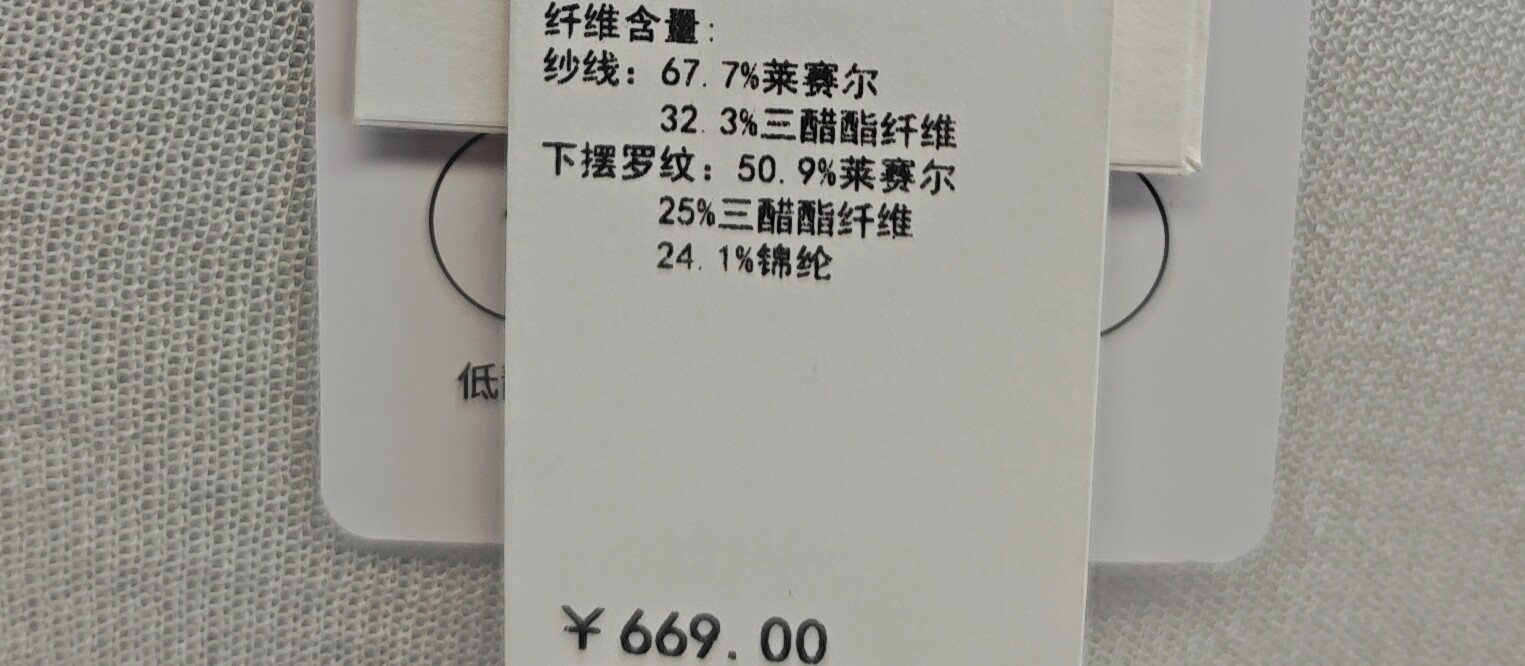 纤维含量:
纱线：67.7%莱赛尔
32.3%三醋酯纤维
下摆罗纹：50.9%莱赛尔
25%三醋酯纤维
24.1%锦纶
低
￥669.00